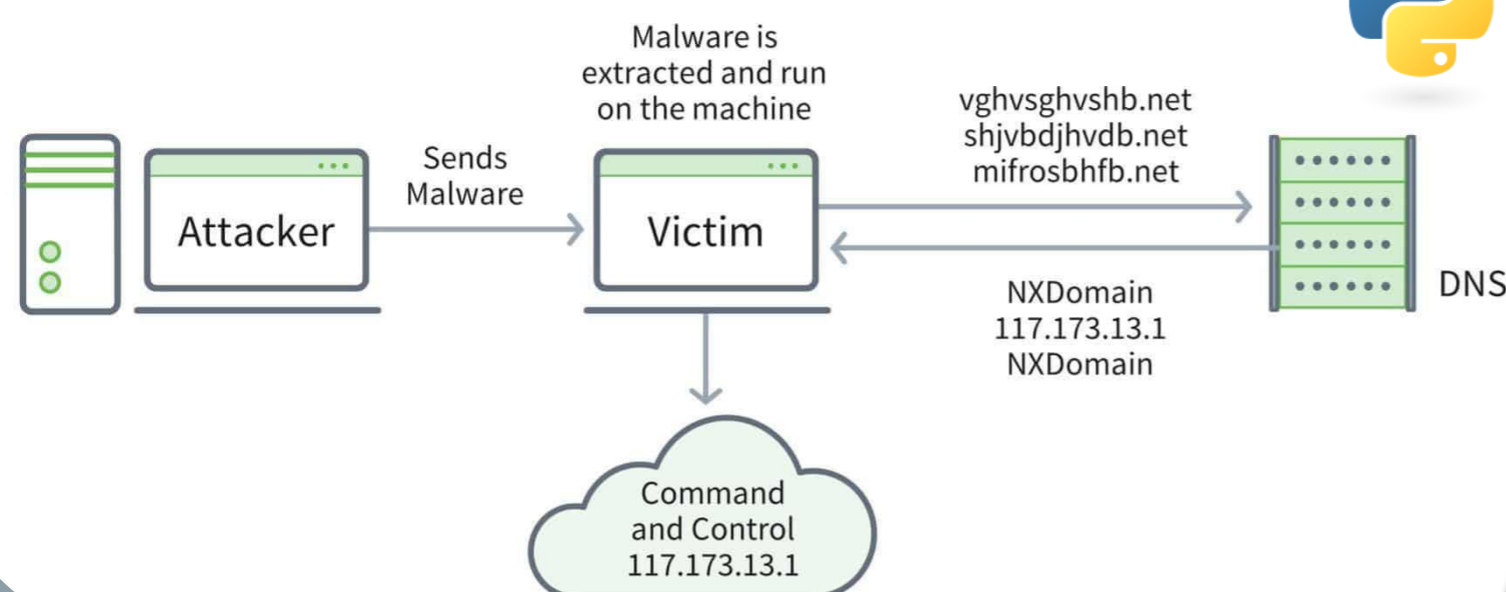 Malware is
extracted and run
on the machine
vghvsghvshb.net
shjvbdjhvdb.net
mifrosbhfb.net
Sends
Malware
Attacker
Victim
NXDomain
117.173.13.1
NXDomain
DNS
Command
and Control
117.173.13.1